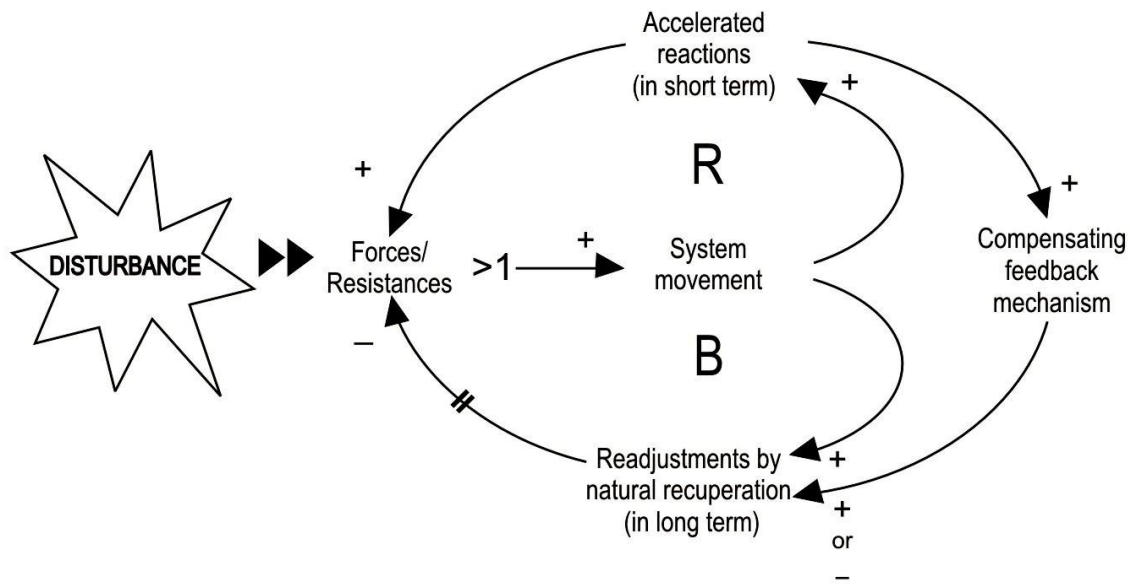 Accelerated
reactions
(in short term)
+
+
R
+
DISTURBANCE
Forces/
Resistances
>1
+
System
movement
Compensating
feedback
mechanism
B
–
Readjustments by
natural recuperation
(in long term)
+
+
or
–